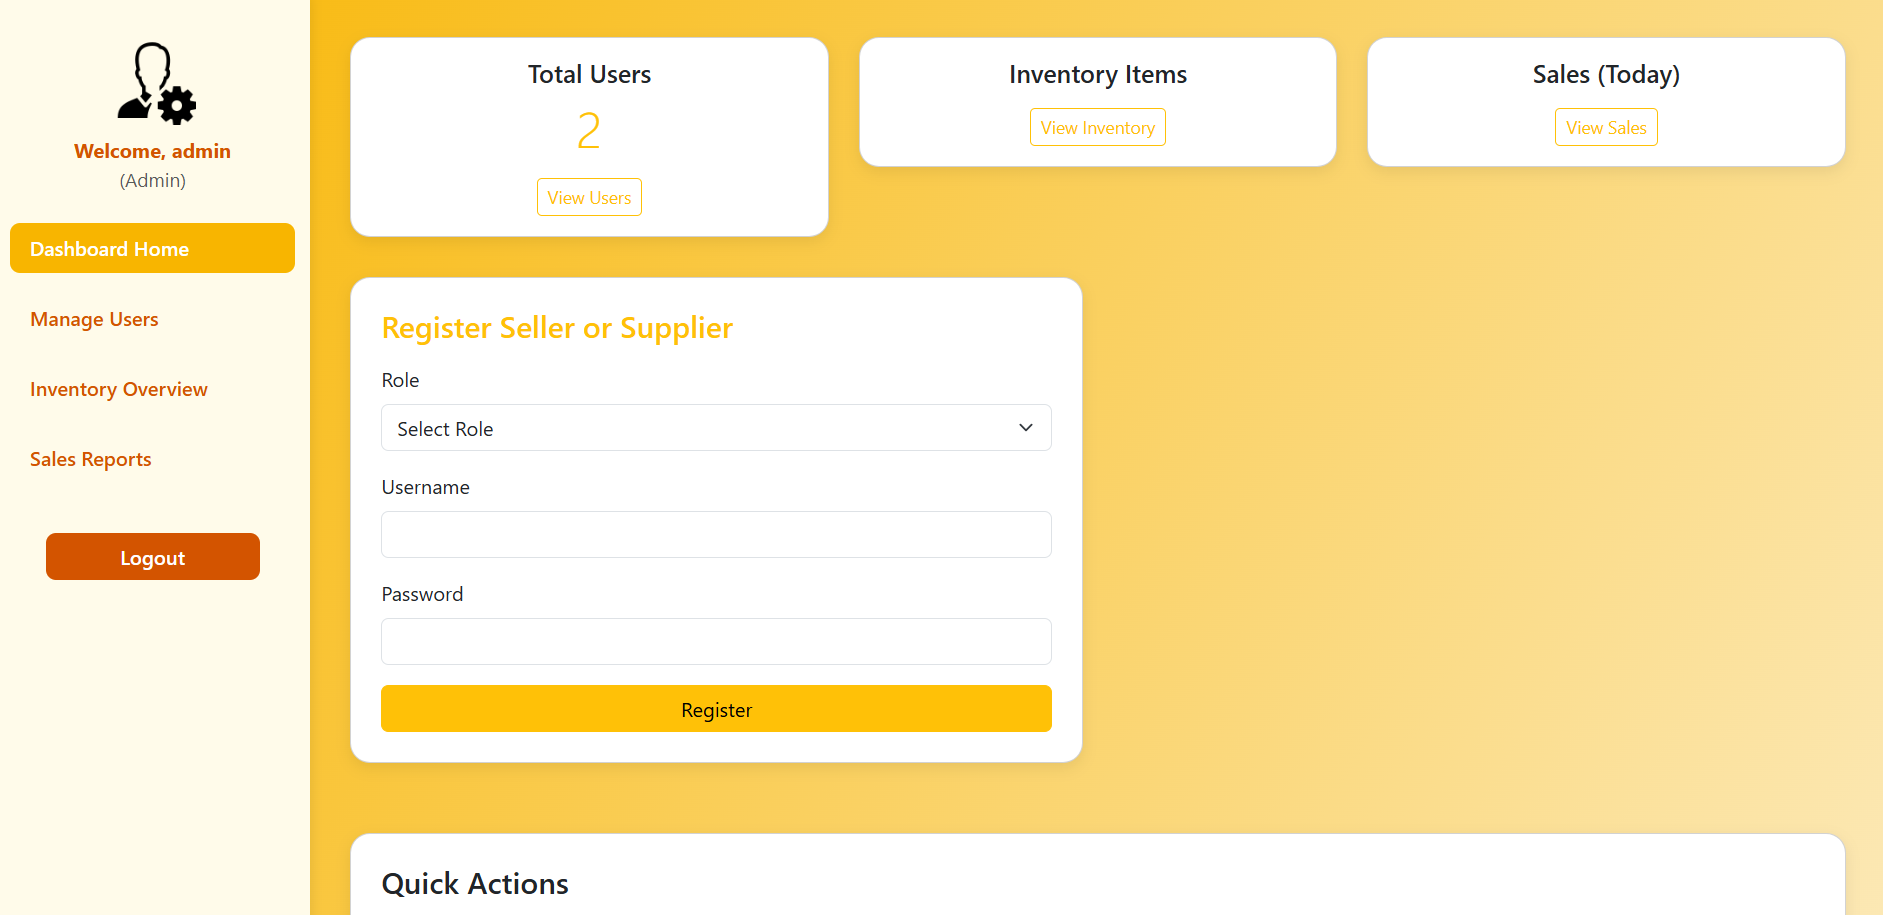 Welcome, admin
(Admin)
Dashboard Home
Manage Users
Inventory Overview
Sales Reports
Logout
Total Users
2
View Users
Inventory Items
View Inventory
Sales (Today)
View Sales
Register Seller or Supplier
Role
Select Role
Username
Password
Register
Quick Actions